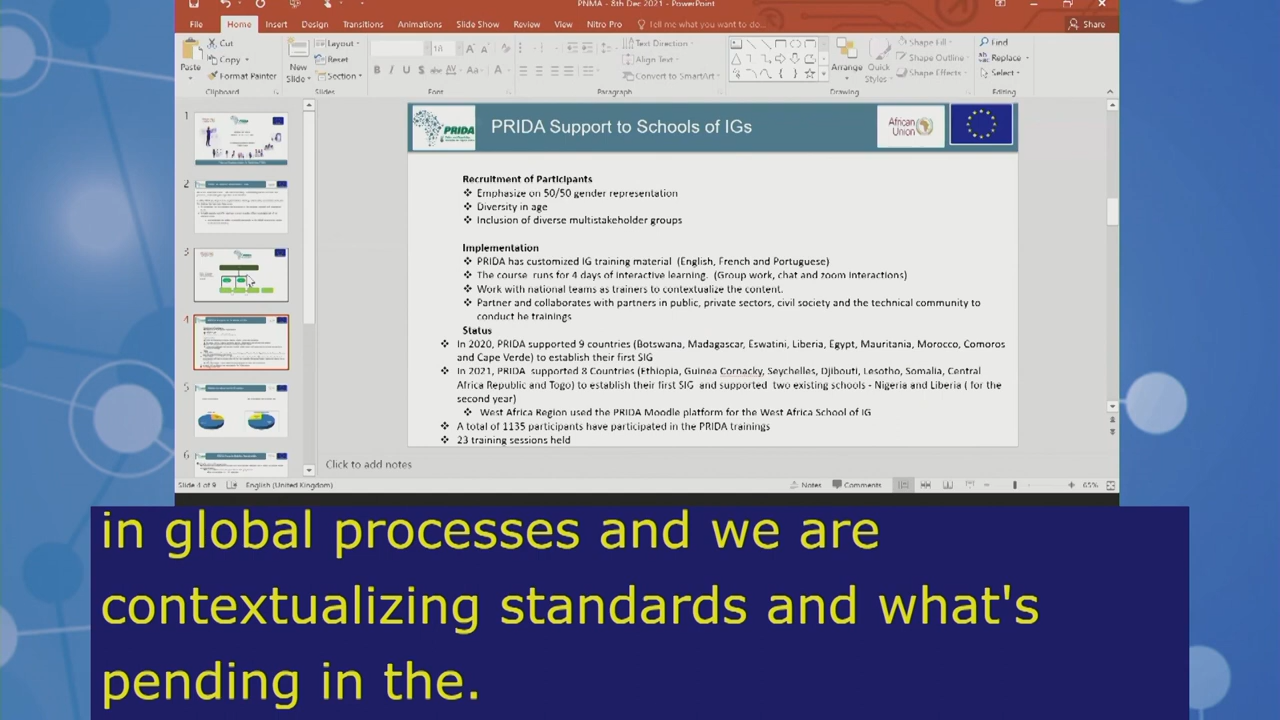 PNMA - 8th Dec 2021 - PowerPoint
File Home Insert Design Transitions Animations Slide Show Review View Nitro Pro Tell me what you want to do... Share
Paste Cut Copy Format Painter
New Slide Layout Reset Section
18
Text Direction Align Text Convert to SmartArt
Arrange Quick Styles Shape Fill Shape Outline Shape Effects
Find Replace Select
Clipboard Slides Font Paragraph Drawing Editing
1
2
3
4
5
6
PRIDA
PRIDA Support to Schools of IGs
African Union
Recruitment of Participants
❖ Emphasize on 50/50 gender representation
❖ Diversity in age
❖ Inclusion of diverse multistakeholder groups
Implementation
❖ PRIDA has customized IG training material (English, French and Portuguese)
❖ The course runs for 4 days of interactive learning. (Group work, chat and zoom interactions)
❖ Work with national teams as trainers to contextualize the content.
❖ Partner and collaborates with partners in public, private sectors, civil society and the technical community to
conduct he trainings
Status
❖ In 2020, PRIDA supported 9 countries (Botswana, Madagascar, Eswatini, Liberia, Egypt, Mauritania, Morocco, Comoros
and Cape Verde) to establish their first SIG
❖ In 2021, PRIDA supported 8 Countries (Ethiopia, Guinea Cornacky, Seychelles, Djibouti, Lesotho, Somalia, Central
Africa Republic and Togo) to establish their first SIG and supported two existing schools - Nigeria and Liberia ( for the
second year)
❖ West Africa Region used the PRIDA Moodle platform for the West Africa School of IG
❖ A total of 1135 participants have participated in the PRIDA trainings
❖ 23 training sessions held
Click to add notes
Slide 4 of 9 English (United Kingdom) Notes Comments 65%
in global processes and we are
contextualizing standards and what's
pending in the.